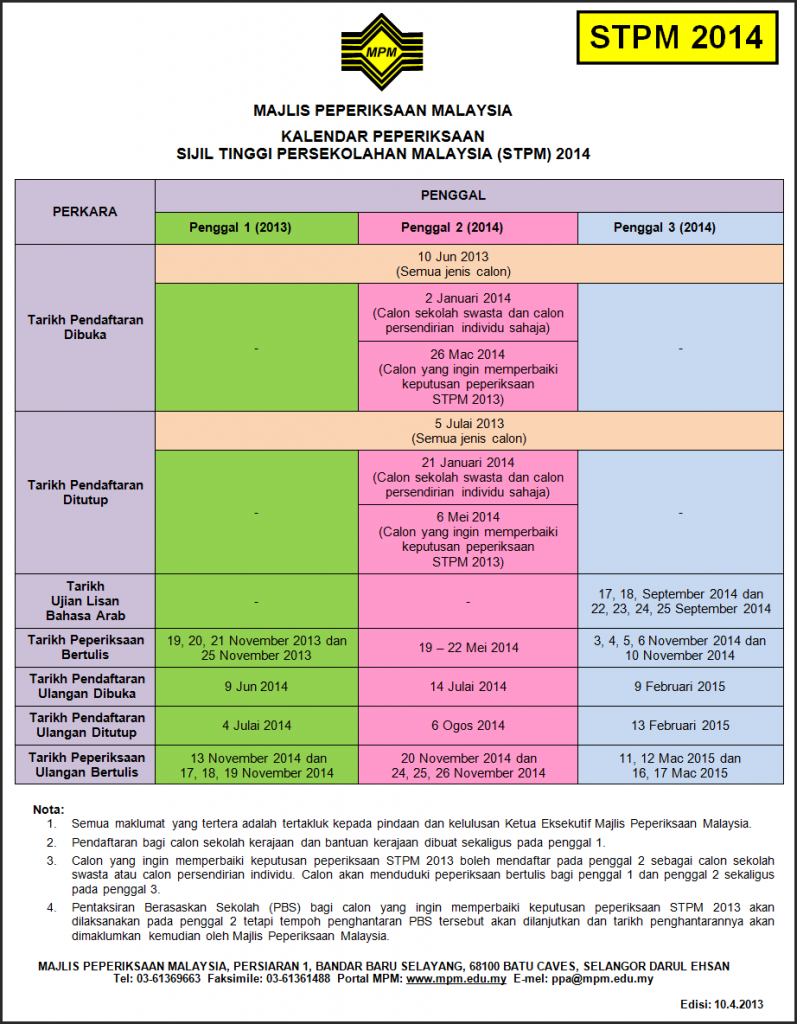 MPM
STPM 2014
MAJLIS PEPERIKSAAN MALAYSIA
KALENDAR PEPERIKSAAN
SIJIL TINGGI PERSEKOLAHAN MALAYSIA (STPM) 2014
PERKARA
PENGGAL
Penggal 1 (2013)
Penggal 2 (2014)
Penggal 3 (2014)
Tarikh Pendaftaran
Dibuka
10 Jun 2013
(Semua jenis calon)
-
2 Januari 2014
(Calon sekolah swasta dan calon
persendirian individu sahaja)
26 Mac 2014
(Calon yang ingin memperbaiki
keputusan peperiksaan
STPM 2013)
-
Tarikh Pendaftaran
Ditutup
5 Julai 2013
(Semua jenis calon)
-
21 Januari 2014
(Calon sekolah swasta dan calon
persendirian individu sahaja)
6 Mei 2014
(Calon yang ingin memperbaiki
keputusan peperiksaan
STPM 2013)
-
Tarikh
Ujian Lisan
Bahasa Arab
-
-
17, 18, September 2014 dan
22, 23, 24, 25 September 2014
Tarikh Peperiksaan
Bertulis
19, 20, 21 November 2013 dan
25 November 2013
19 – 22 Mei 2014
3, 4, 5, 6 November 2014 dan
10 November 2014
Tarikh Pendaftaran
Ulangan Dibuka
9 Jun 2014
14 Julai 2014
9 Februari 2015
Tarikh Pendaftaran
Ulangan Ditutup
4 Julai 2014
6 Ogos 2014
13 Februari 2015
Tarikh Peperiksaan
Ulangan Bertulis
13 November 2014 dan
17, 18, 19 November 2014
20 November 2014 dan
24, 25, 26 November 2014
11, 12 Mac 2015 dan
16, 17 Mac 2015
Nota:
1. Semua maklumat yang tertera adalah tertakluk kepada pindaan dan kelulusan Ketua Eksekutif Majlis Peperiksaan Malaysia.
2. Pendaftaran bagi calon sekolah kerajaan dan bantuan kerajaan dibuat sekaligus pada penggal 1.
3. Calon yang ingin memperbaiki keputusan peperiksaan STPM 2013 boleh mendaftar pada penggal 2 sebagai calon sekolah
swasta atau calon persendirian individu. Calon akan menduduki peperiksaan bertulis bagi penggal 1 dan penggal 2 sekaligus
pada penggal 3.
4. Pentaksiran Berasaskan Sekolah (PBS) bagi calon yang ingin memperbaiki keputusan peperiksaan STPM 2013 akan
dilaksanakan pada penggal 2 tetapi tempoh penghantaran PBS tersebut akan dilanjutkan dan tarikh penghantarannya akan
dimaklumkan kemudian oleh Majlis Peperiksaan Malaysia.
MAJLIS PEPERIKSAAN MALAYSIA, PERSIARAN 1, BANDAR BARU SELAYANG, 68100 BATU CAVES, SELANGOR DARUL EHSAN
Tel: 03-61369663 Faksimile: 03-61361488 Portal MPM: www.mpm.edu.my E-mel: ppa@mpm.edu.my
Edisi: 10.4.2013